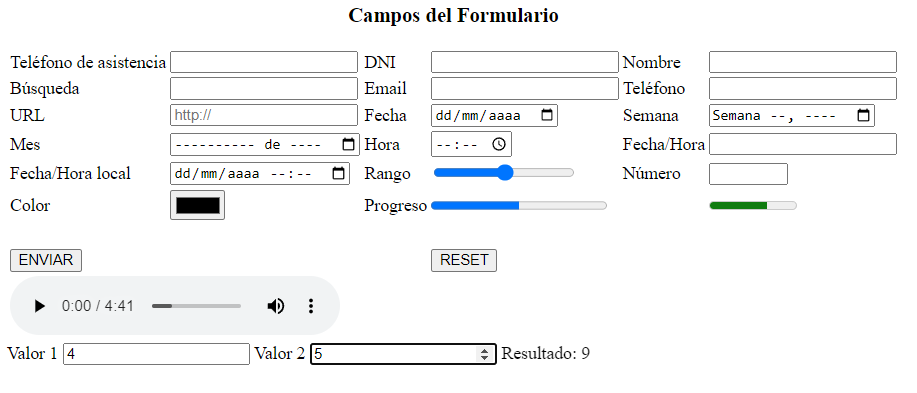 Campos del Formulario
Teléfono de asistencia DNI Nombre
Búsqueda Email Teléfono
URL http:// Fecha dd/mm/aaaa Semana Semana --, ----
Mes ---------- de ---- Hora --:-- Fecha/Hora
Fecha/Hora local dd/mm/aaaa --:-- Rango Número
Color Progreso
ENVIAR RESET
0:00 / 4:41
Valor 1 4 Valor 2 5 Resultado: 9